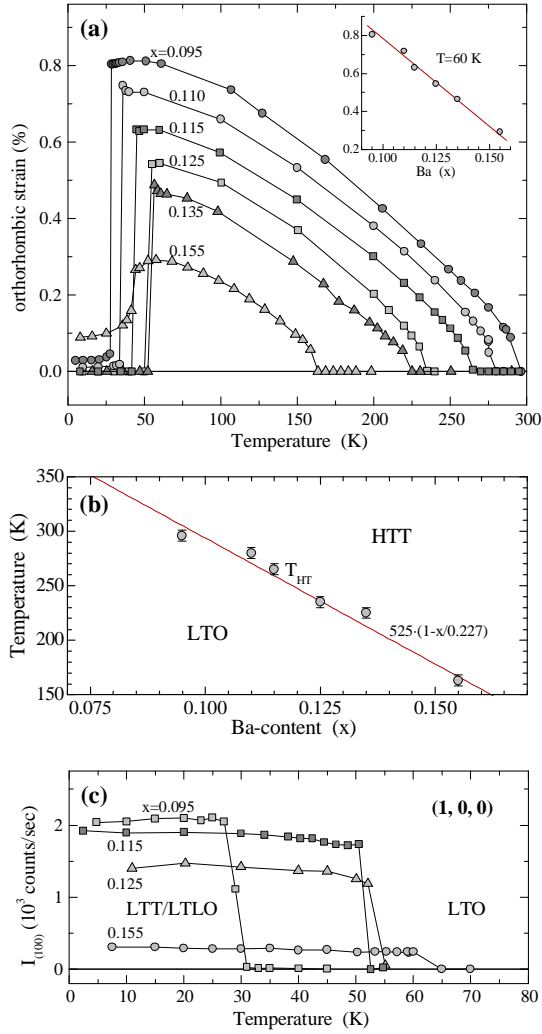 (a)
x=0.095
0.110
0.115
0.125
0.135
0.155
orthorhombic strain (%)
0.8
0.6
0.4
0.2
0.0
0 50 100 150 200 250 300
Temperature (K)
T=60 K
0.8
0.6
0.4
0.2
0.100 0.125 0.150
Ba (x)
(b)
HTT
T_HT
LTO
525·(1-x/0.227)
Temperature (K)
350
300
250
200
150
0.075 0.100 0.125 0.150
Ba-content (x)
(c)
x=0.095
(1, 0, 0)
0.115
0.125
LTT/LTLO
LTO
0.155
I_(100) (10^3 counts/sec)
2
1
0
0 10 20 30 40 50 60 70 80
Temperature (K)